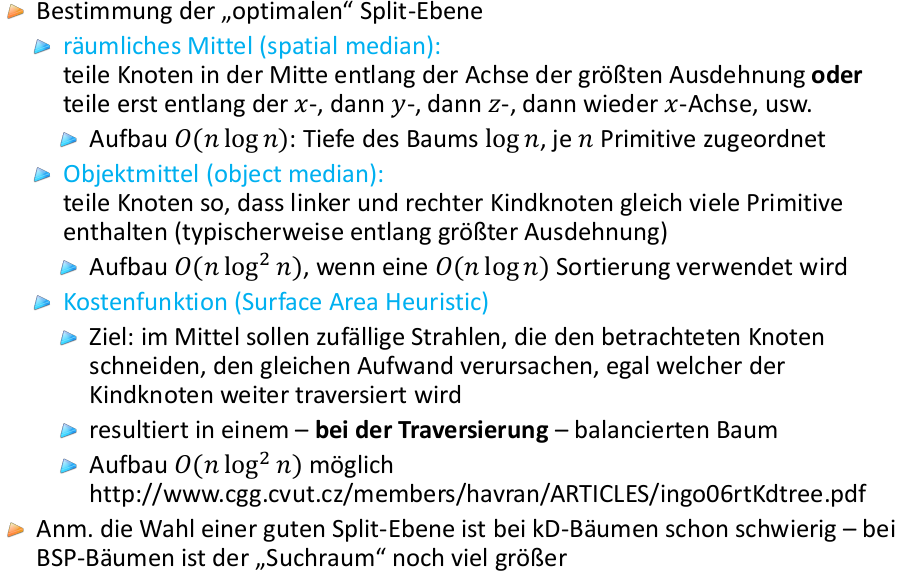 Bestimmung der „optimalen“ Split-Ebene
räumliches Mittel (spatial median):
teile Knoten in der Mitte entlang der Achse der größten Ausdehnung oder
teile erst entlang der x-, dann y-, dann z-, dann wieder x-Achse, usw.
Aufbau O(n log n): Tiefe des Baums log n, je n Primitive zugeordnet
Objektmittel (object median):
teile Knoten so, dass linker und rechter Kindknoten gleich viele Primitive
enthalten (typischerweise entlang größter Ausdehnung)
Aufbau O(n log² n), wenn eine O(n log n) Sortierung verwendet wird
Kostenfunktion (Surface Area Heuristic)
Ziel: im Mittel sollen zufällige Strahlen, die den betrachteten Knoten
schneiden, den gleichen Aufwand verursachen, egal welcher der
Kindknoten weiter traversiert wird
resultiert in einem – bei der Traversierung – balancierten Baum
Aufbau O(n log² n) möglich
http://www.cgg.cvut.cz/members/havran/ARTICLES/ingo06rtKdtree.pdf
Anm. die Wahl einer guten Split-Ebene ist bei kD-Bäumen schon schwierig – bei
BSP-Bäumen ist der „Suchraum“ noch viel größer